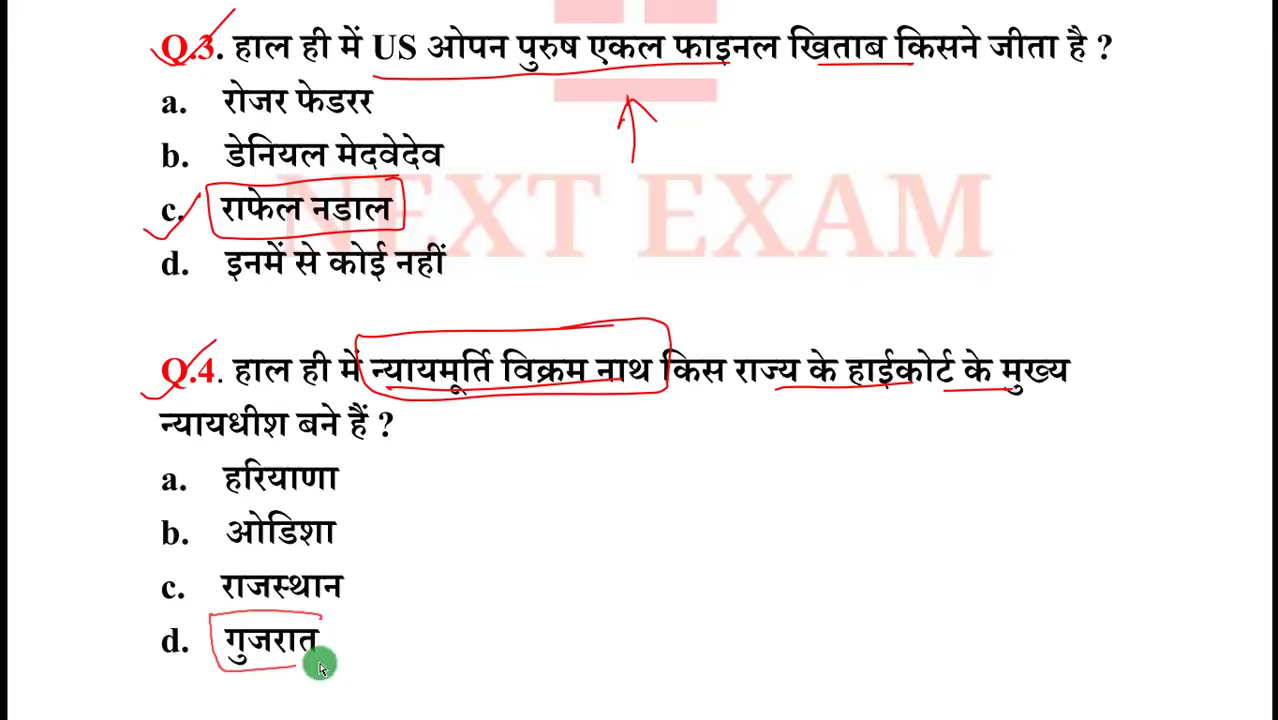 Q.3. हाल ही में US ओपन पुरुष एकल फाइनल खिताब किसने जीता है ?
a. रोजर फेडरर
b. डेनियल मेदवेदेव
c. राफेल नडाल
d. इनमें से कोई नहीं
NEXT EXAM
Q.4. हाल ही में न्यायमूर्ति विक्रम नाथ किस राज्य के हाईकोर्ट के मुख्य
न्यायधीश बने हैं ?
a. हरियाणा
b. ओडिशा
c. राजस्थान
d. गुजरात